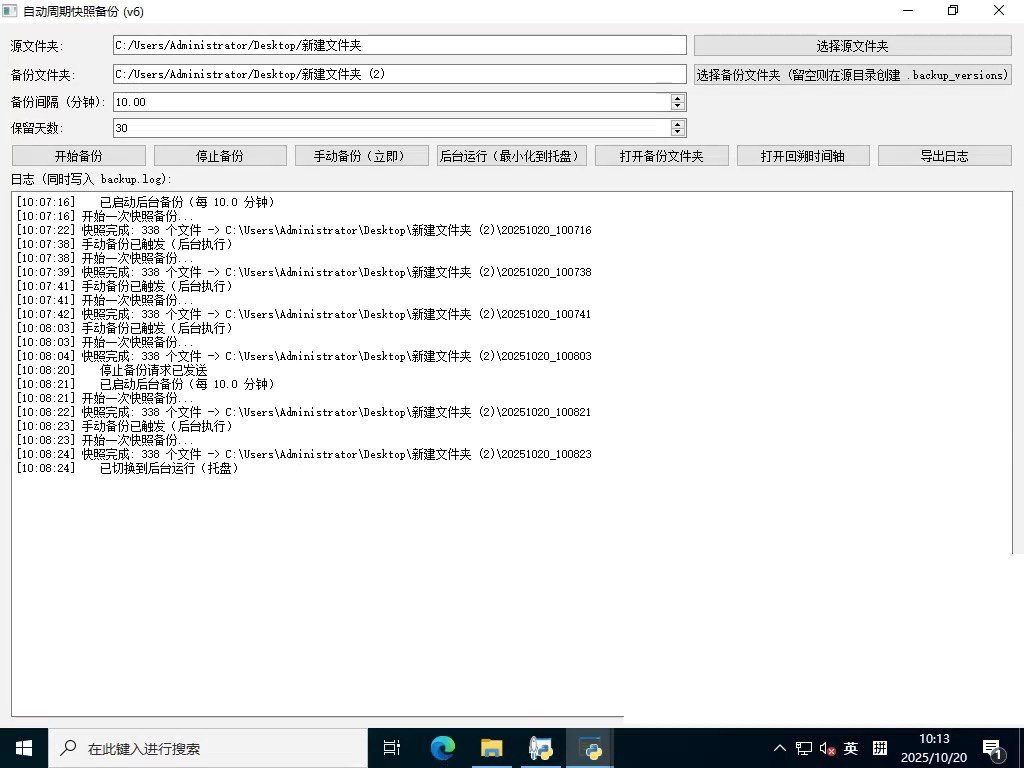 自动周期快照备份 (v6)
源文件夹: C:/Users/Administrator/Desktop/新建文件夹 选择源文件夹
备份文件夹: C:/Users/Administrator/Desktop/新建文件夹 (2) 选择备份文件夹（留空则在源目录创建 .backup_versions)
备份间隔（分钟）: 10.00
保留天数: 30
开始备份 停止备份 手动备份（立即） 后台运行（最小化到托盘） 打开备份文件夹 打开回溯时间轴 导出日志
日志（同时写入 backup.log）:
[10:07:16] 已启动后台备份（每 10.0 分钟）
[10:07:16] 开始一次快照备份...
[10:07:22] 快照完成: 338 个文件 -> C:\Users\Administrator\Desktop\新建文件夹 (2)\20251020_100716
[10:07:38] 手动备份已触发（后台执行）
[10:07:38] 开始一次快照备份...
[10:07:39] 快照完成: 338 个文件 -> C:\Users\Administrator\Desktop\新建文件夹 (2)\20251020_100738
[10:07:41] 手动备份已触发（后台执行）
[10:07:41] 开始一次快照备份...
[10:07:42] 快照完成: 338 个文件 -> C:\Users\Administrator\Desktop\新建文件夹 (2)\20251020_100741
[10:08:03] 手动备份已触发（后台执行）
[10:08:03] 开始一次快照备份...
[10:08:04] 快照完成: 338 个文件 -> C:\Users\Administrator\Desktop\新建文件夹 (2)\20251020_100803
[10:08:20] 停止备份请求已发送
[10:08:21] 已启动后台备份（每 10.0 分钟）
[10:08:21] 开始一次快照备份...
[10:08:22] 快照完成: 338 个文件 -> C:\Users\Administrator\Desktop\新建文件夹 (2)\20251020_100821
[10:08:23] 手动备份已触发（后台执行）
[10:08:23] 开始一次快照备份...
[10:08:24] 快照完成: 338 个文件 -> C:\Users\Administrator\Desktop\新建文件夹 (2)\20251020_100823
[10:08:24] 已切换到后台运行（托盘）
在此键入进行搜索 英 拼 10:13 1
2025/10/20